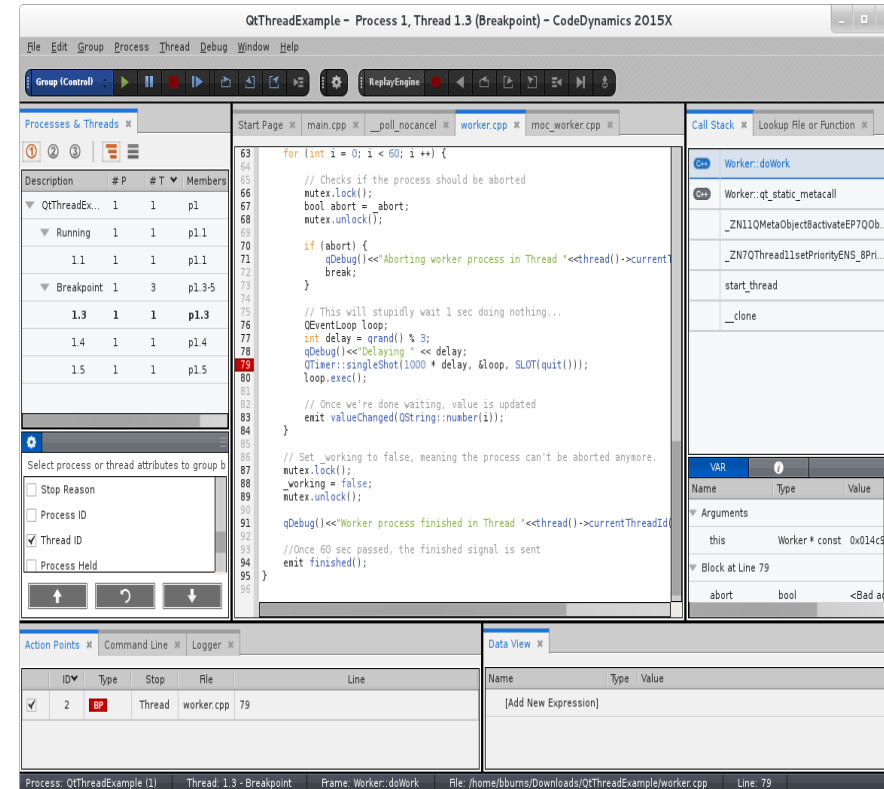 QtThreadExample - Process 1, Thread 1.3 (Breakpoint) - CodeDynamics 2015X
File Edit Group Process Thread Debug Window Help
Group (Control) ReplayEngine
Processes & Threads
1 2 3
Description #P #T Members
QtThreadEx... 1 1 p1
Running 1 1 p1.1
1.1 1 1 p1.1
Breakpoint 1 3 p1.3-5
1.3 1 1 p1.3
1.4 1 1 p1.4
1.5 1 1 p1.5
Select process or thread attributes to group b
Stop Reason
Process ID
Thread ID
Process Held
Start Page main.cpp __poll_nocancel worker.cpp moc_worker.cpp
63 for (int i = 0; i < 60; i ++) {
64
65 // Checks if the process should be aborted
66 mutex.lock();
67 bool abort = _abort;
68 mutex.unlock();
69
70 if (abort) {
71 qDebug()<<"Aborting worker process in Thread "<<thread()->currentT
72 break;
73 }
74
75 // This will stupidly wait 1 sec doing nothing...
76 QEventLoop loop;
77 int delay = qrand() % 3;
78 qDebug()<<"Delaying " << delay;
79 QTimer::singleShot(1000 * delay, &loop, SLOT(quit()));
80 loop.exec();
81
82 // Once we're done waiting, value is updated
83 emit valueChanged(QString::number(i));
84 }
85
86 // Set _working to false, meaning the process can't be aborted anymore.
87 mutex.lock();
88 _working = false;
89 mutex.unlock();
90
91 qDebug()<<"Worker process finished in Thread "<<thread()->currentThreadId(
92
93 //Once 60 sec passed, the finished signal is sent
94 emit finished();
95 }
96
Call Stack Lookup File or Function
C++ Worker::doWork
C++ Worker::qt_static_metacall
_ZN11QMetaObject8activateEP7QOb..
_ZN7QThread11setPriorityENS_8Pri...
start_thread
__clone
VAR i
Name Type Value
Arguments
this Worker * const 0x014c9
Block at Line 79
abort bool <Bad ad
Action Points Command Line Logger
ID Type Stop File Line
2 BP Thread worker.cpp 79
Data View
Name Type Value
[Add New Expression]
Process: QtThreadExample (1) Thread: 1.3 - Breakpoint Frame: Worker::doWork File: /home/bburns/Downloads/QtThreadExample/worker.cpp Line: 79